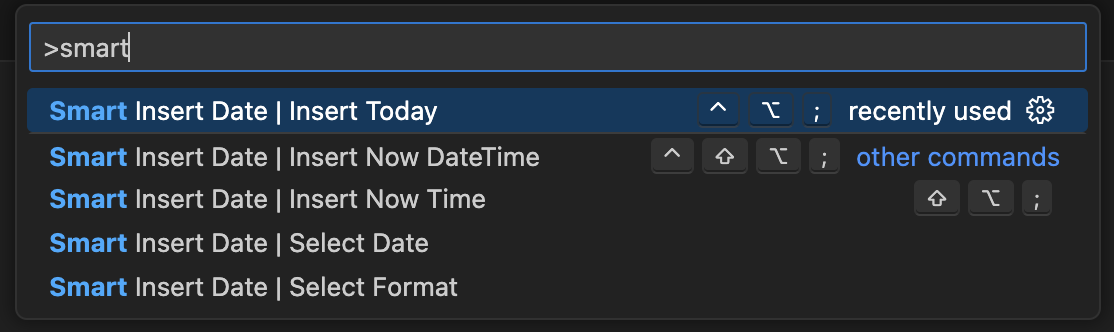 >smart
Smart Insert Date | Insert Today ^ ⌥ ; recently used
Smart Insert Date | Insert Now DateTime ^ ⇧ ⌥ ; other commands
Smart Insert Date | Insert Now Time ⇧ ⌥ ;
Smart Insert Date | Select Date
Smart Insert Date | Select Format